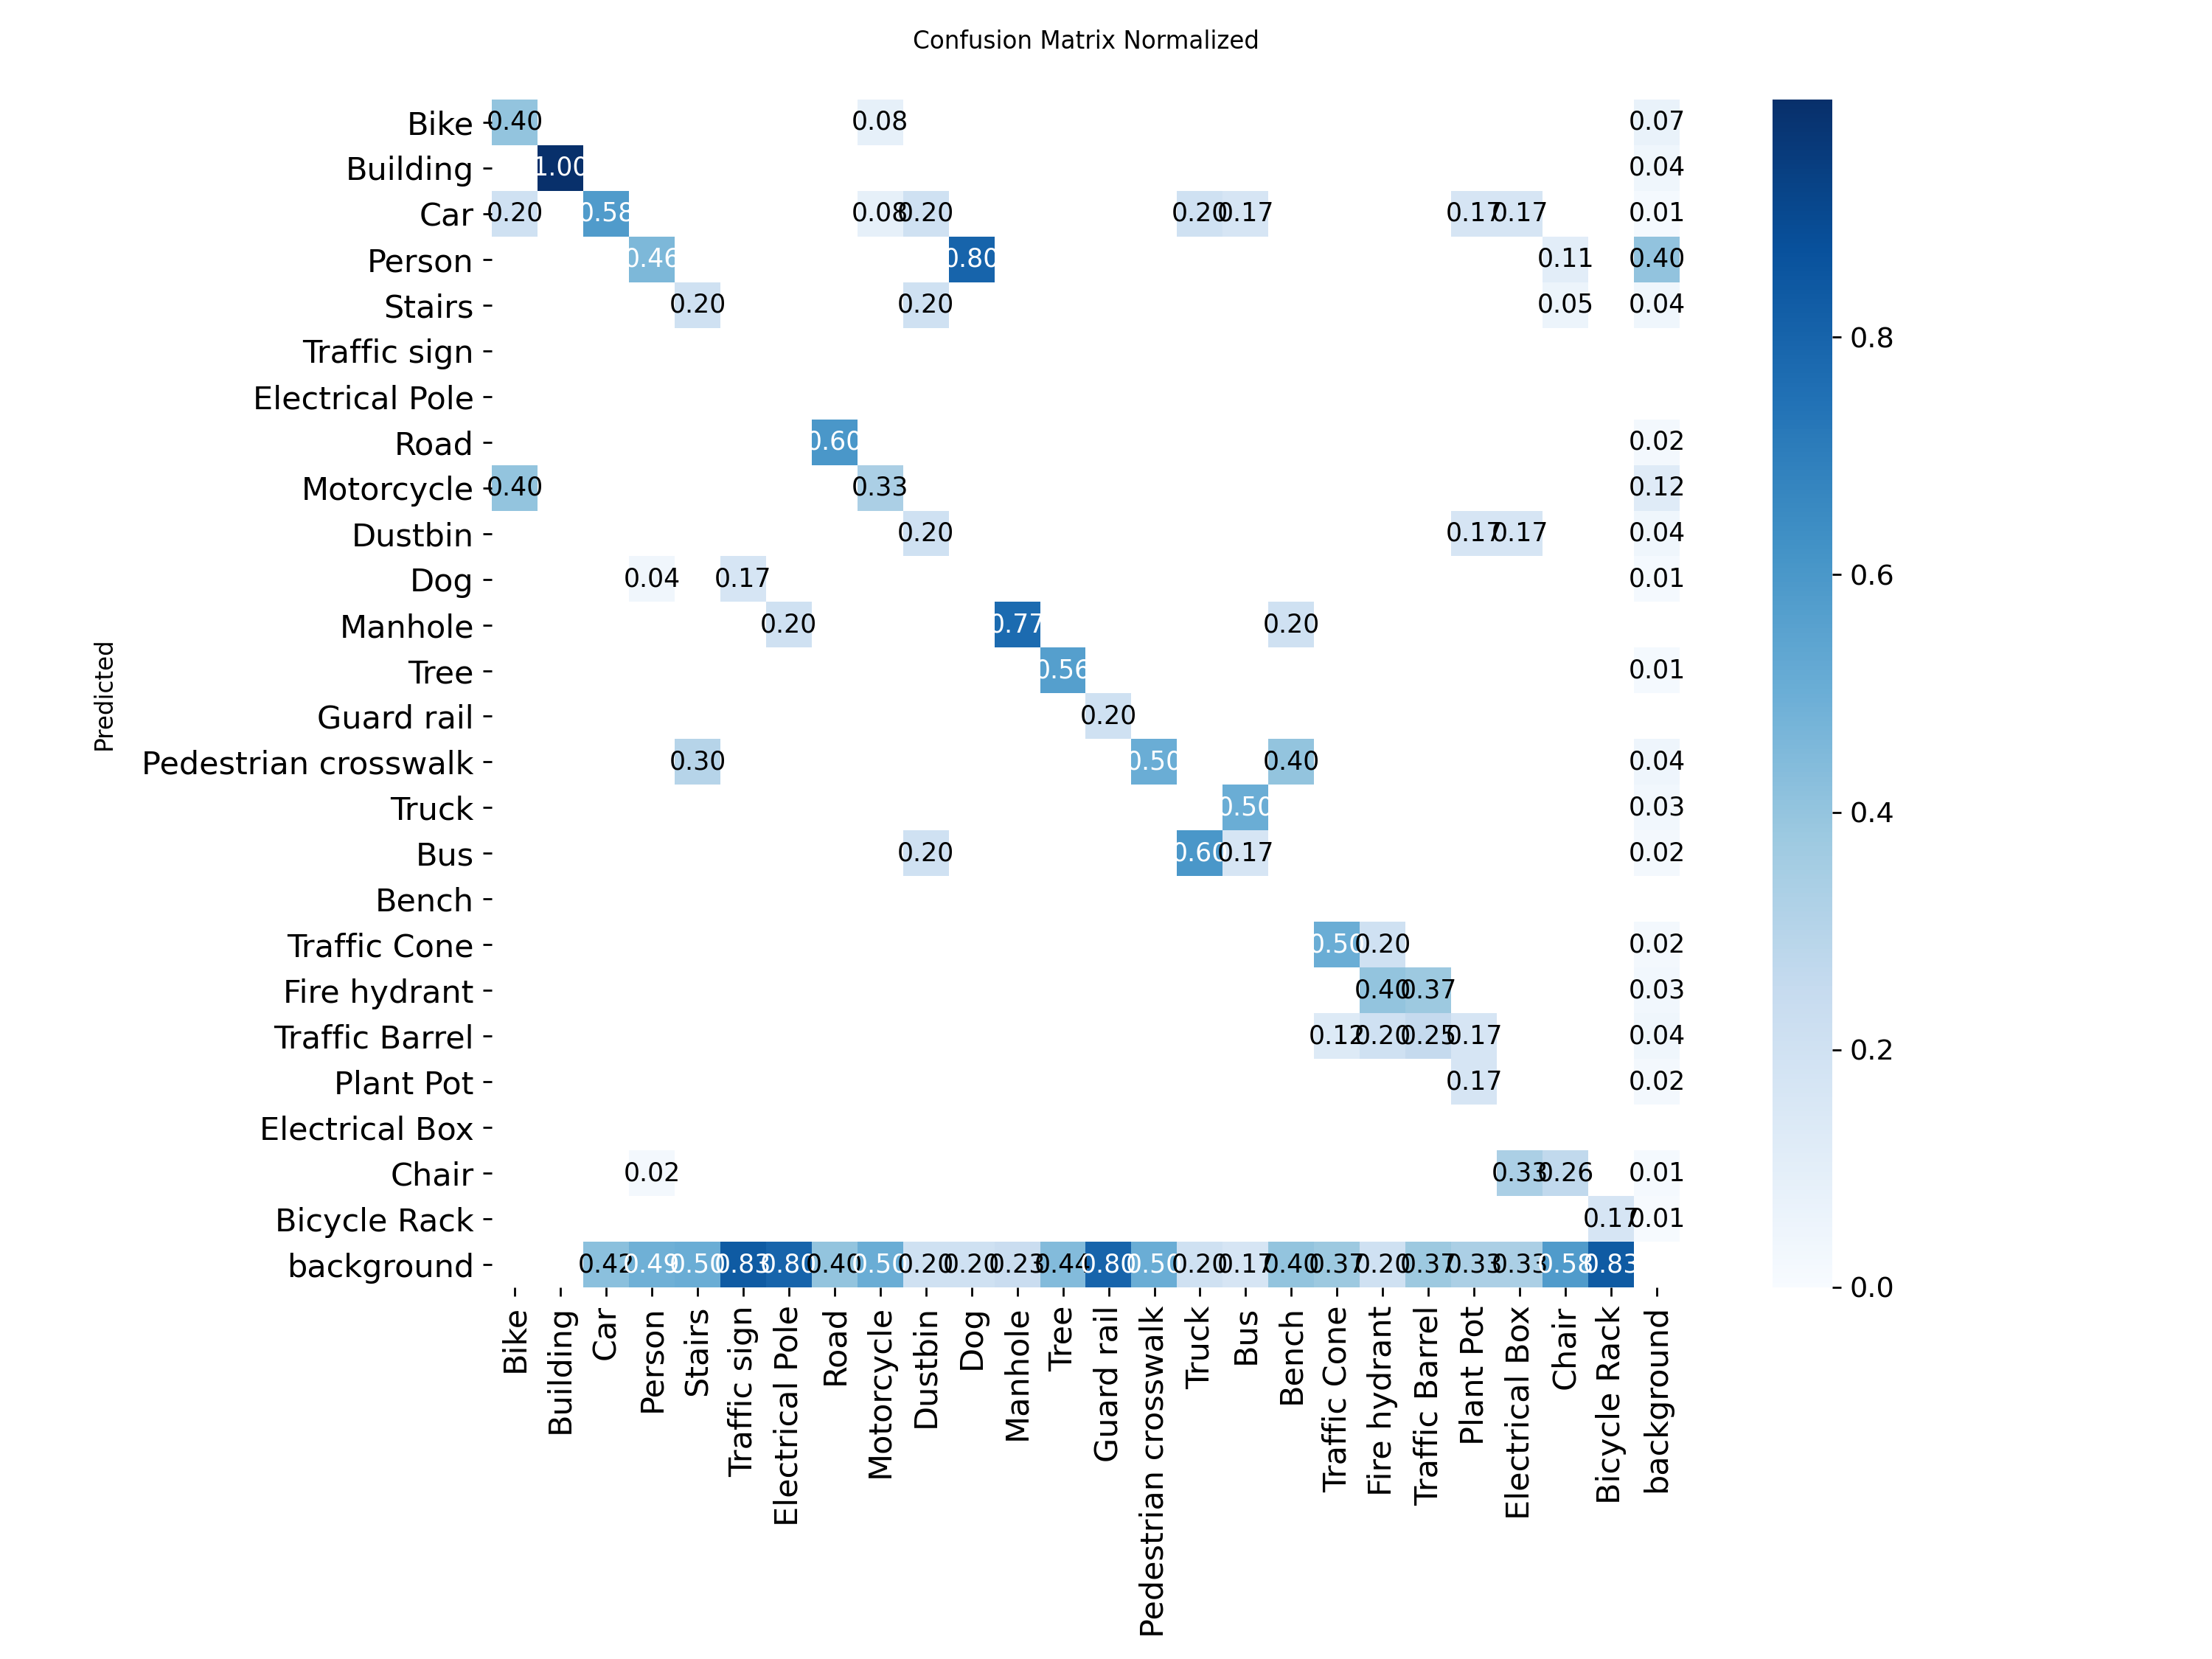 Confusion Matrix Normalized
Bike 0.40 0.08 0.07
Building 1.00 0.04
Car 0.20 0.58 0.08 0.20 0.20 0.17 0.17 0.17 0.01
Person 0.46 0.80 0.11 0.40
Stairs 0.20 0.20 0.05 0.04
Traffic sign
Electrical Pole
Road 0.60 0.02
Motorcycle 0.40 0.33 0.12
Dustbin 0.20 0.17 0.17 0.04
Dog 0.04 0.17 0.01
Manhole 0.20 0.77 0.20
Tree 0.56 0.01
Guard rail 0.20
Pedestrian crosswalk 0.30 0.50 0.40 0.04
Truck 0.50 0.03
Bus 0.20 0.60 0.17 0.02
Bench
Traffic Cone 0.50 0.20 0.02
Fire hydrant 0.40 0.37 0.03
Traffic Barrel 0.12 0.20 0.25 0.17 0.04
Plant Pot 0.17 0.02
Electrical Box
Chair 0.02 0.33 0.26 0.01
Bicycle Rack 0.17 0.01
background 0.42 0.49 0.50 0.83 0.80 0.40 0.50 0.20 0.20 0.23 0.44 0.80 0.50 0.20 0.17 0.40 0.37 0.20 0.37 0.33 0.33 0.58 0.83
Predicted
Bike
Building
Car
Person
Stairs
Traffic sign
Electrical Pole
Road
Motorcycle
Dustbin
Dog
Manhole
Tree
Guard rail
Pedestrian crosswalk
Truck
Bus
Bench
Traffic Cone
Fire hydrant
Traffic Barrel
Plant Pot
Electrical Box
Chair
Bicycle Rack
background
0.8
0.6
0.4
0.2
0.0